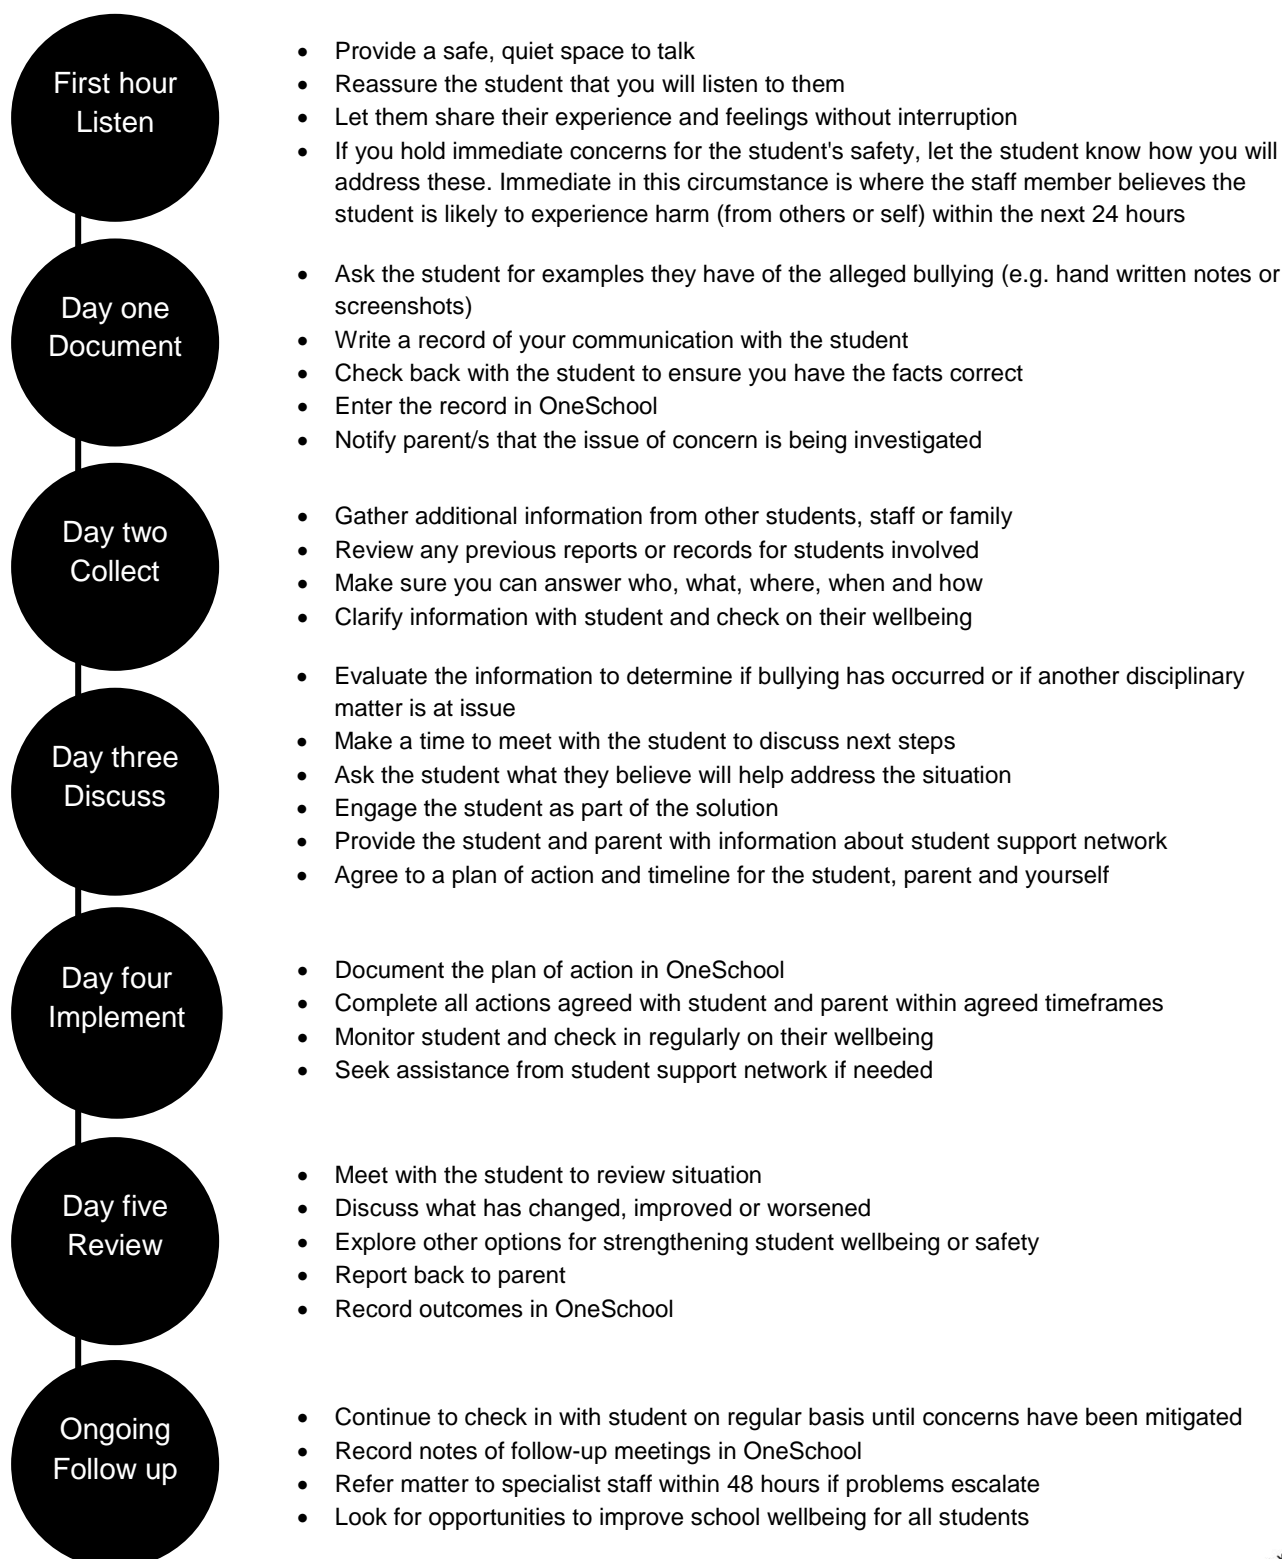 First hour
Listen
• Provide a safe, quiet space to talk
• Reassure the student that you will listen to them
• Let them share their experience and feelings without interruption
• If you hold immediate concerns for the student's safety, let the student know how you will
address these. Immediate in this circumstance is where the staff member believes the
student is likely to experience harm (from others or self) within the next 24 hours
Day one
Document
• Ask the student for examples they have of the alleged bullying (e.g. hand written notes or
screenshots)
• Write a record of your communication with the student
• Check back with the student to ensure you have the facts correct
• Enter the record in OneSchool
• Notify parent/s that the issue of concern is being investigated
Day two
Collect
• Gather additional information from other students, staff or family
• Review any previous reports or records for students involved
• Make sure you can answer who, what, where, when and how
• Clarify information with student and check on their wellbeing
Day three
Discuss
• Evaluate the information to determine if bullying has occurred or if another disciplinary
matter is at issue
• Make a time to meet with the student to discuss next steps
• Ask the student what they believe will help address the situation
• Engage the student as part of the solution
• Provide the student and parent with information about student support network
• Agree to a plan of action and timeline for the student, parent and yourself
Day four
Implement
• Document the plan of action in OneSchool
• Complete all actions agreed with student and parent within agreed timeframes
• Monitor student and check in regularly on their wellbeing
• Seek assistance from student support network if needed
Day five
Review
• Meet with the student to review situation
• Discuss what has changed, improved or worsened
• Explore other options for strengthening student wellbeing or safety
• Report back to parent
• Record outcomes in OneSchool
Ongoing
Follow up
• Continue to check in with student on regular basis until concerns have been mitigated
• Record notes of follow-up meetings in OneSchool
• Refer matter to specialist staff within 48 hours if problems escalate
• Look for opportunities to improve school wellbeing for all students